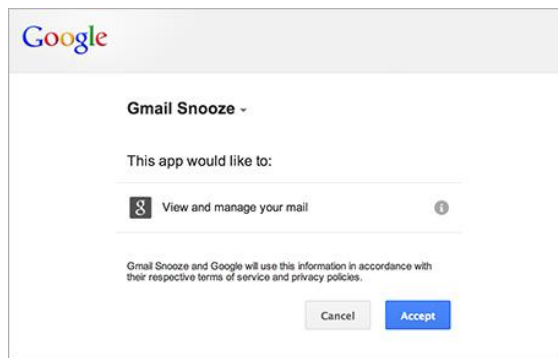 Google
Gmail Snooze
This app would like to:
8 View and manage your mail
Gmail Snooze and Google will use this information in accordance with
their respective terms of service and privacy policies.
Cancel Accept